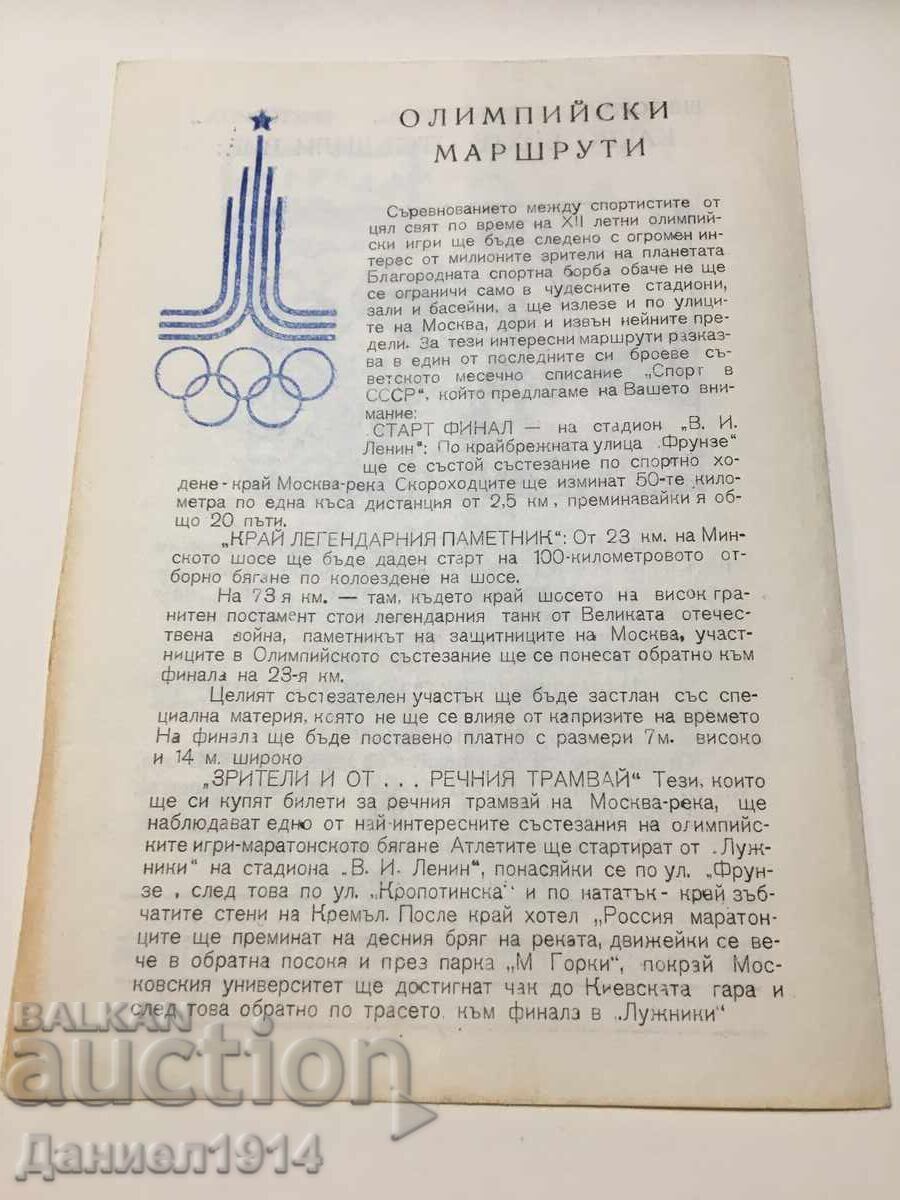 ОЛИМПИЙСКИ
МАРШРУТИ
Съревнованието между спортистите от
цял свят по време на XII летни олимпий-
ски игри ще бъде следено с огромен ин-
терес от милионите зрители на планетата
Благородната спортна борба обаче не ще
се ограничи само в чудесните стадиони,
зали и басейни, а ще излезе и по улици-
те на Москва, дори и извън нейните пре-
дели. За тези интересни маршрути разказ-
ва в един от последните си броеве съ-
ветското месечно списание „Спорт в
СССР“, който предлагаме на Вашето вни-
мание:
СТАРТ ФИНАЛ — на стадион „В. И.
Ленин“: По крайбрежната улица „Фрунзе“
ще се състой състезание по спортно хо-
дене-край Москва-река Скороходците ще изминат 50-те кило-
метра по една къса дистанция от 2,5 км, преминавайки я об-
що 20 пъти.
„КРАЙ ЛЕГЕНДАРНИЯ ПАМЕТНИК“: От 23 км. на Мин-
ското шосе ще бъде даден старт на 100-километровото от-
борно бягане по колоездене на шосе.
На 73 я км. — там, където край шосето на висок гра-
нитен постамент стои легендарния танк от Великата отечес-
твена война, паметникът на защитниците на Москва, участ-
ниците в Олимпийското състезание ще се понесат обратно към
финала на 23-я км.
Целият състезателен участък ще бъде застлан със спе-
циална материя, която не ще се влияе от капризите на времето
На финала ще бъде поставено платно с размери 7м. високо
и 14 м. широко
„ЗРИТЕЛИ И ОТ . . . РЕЧНИЯ ТРАМВАЙ“ Тези, които
ще си купят билети за речния трамвай на Москва-река, ще
наблюдават едно от най-интересните състезания на олимпийс-
ките игри-маратонското бягане Атлетите ще стартират от „Луж-
ники“ на стадиона „В. И. Ленин“, понасяйки се по ул. „Фрун-
зе , след това по ул. „Кропотинска“ и по нататък- край зъб-
чатите стени на Кремъл. После край хотел „Россия маратон-
ците ще преминат на десния бряг на реката, движейки се ве-
че в обратна посока и през парка „М Горки“, покрай Мос-
ковския университет ще достигнат чак до Киевската гара и
след това обратно по трасето, към финала в „Лужники“
BALKAN
auction
Даниел1914